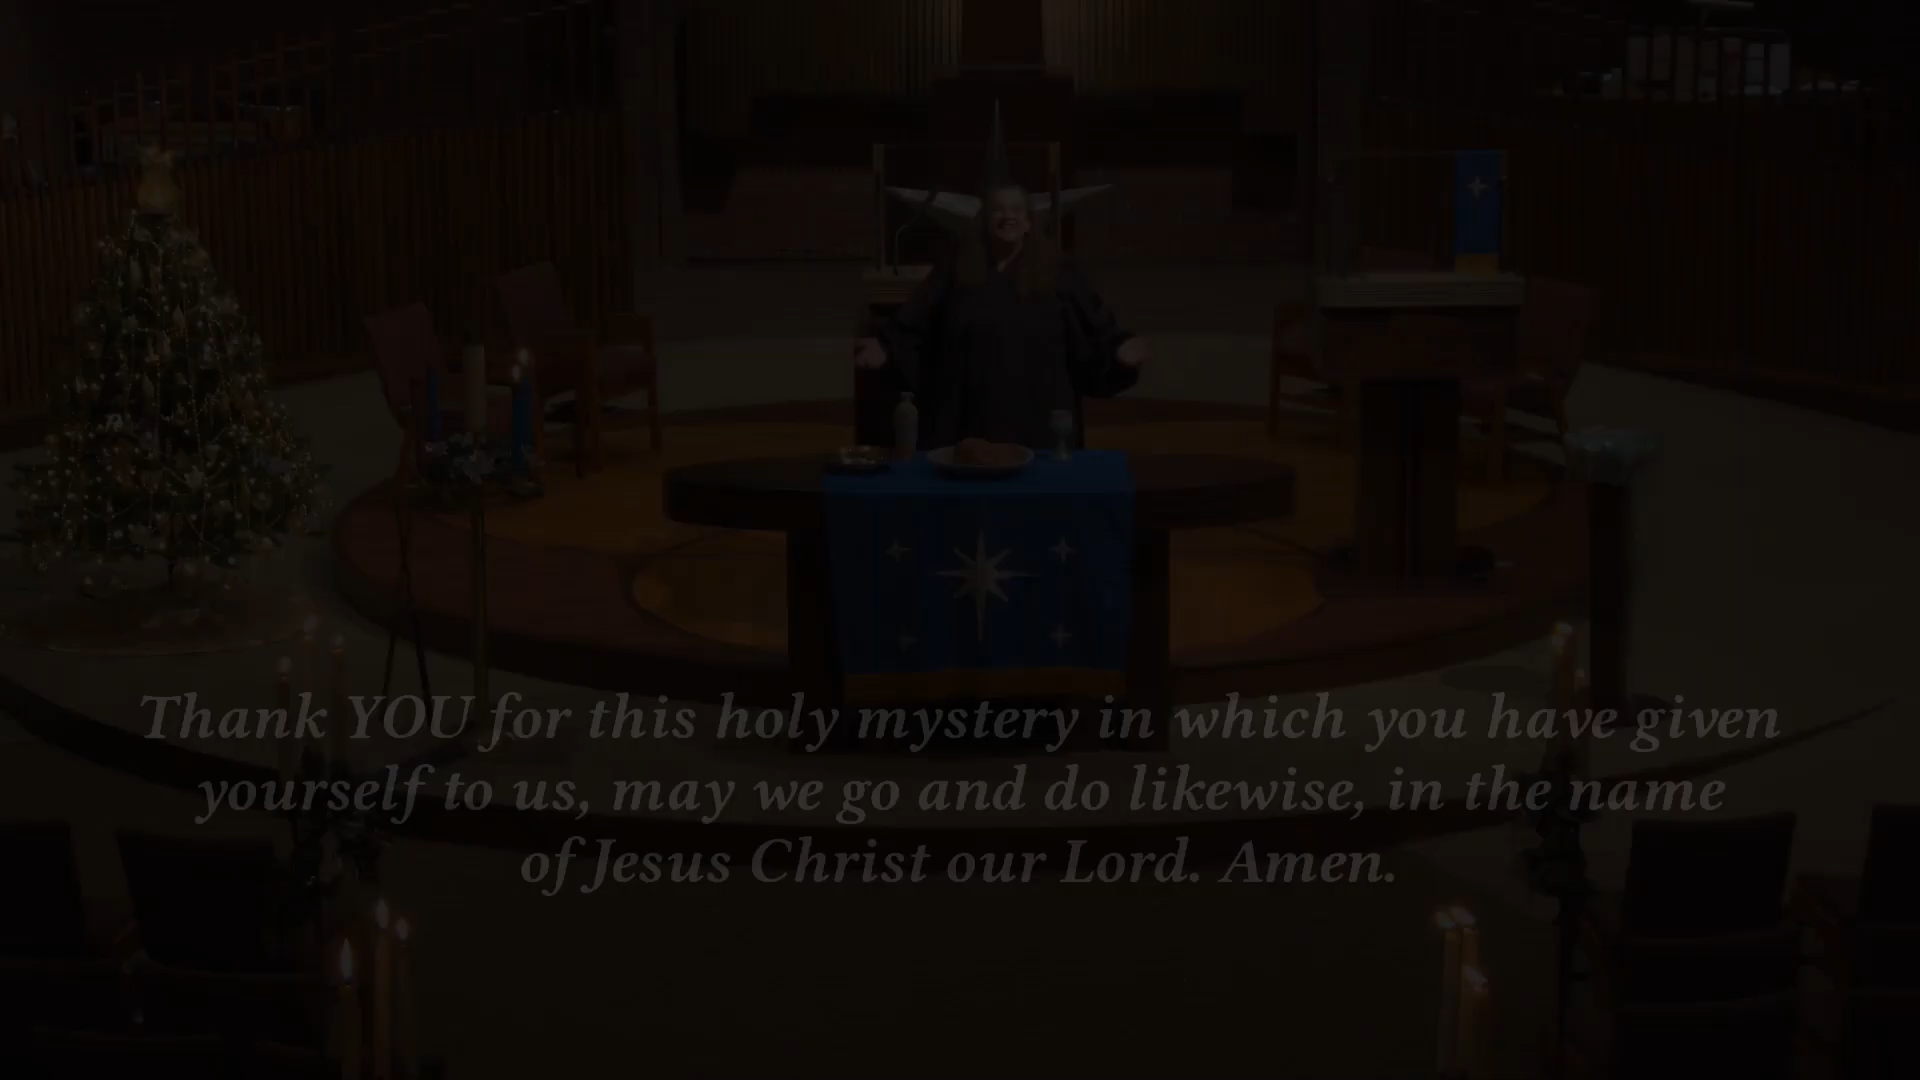 Thank YOU for this holy mystery in which you have given
yourself to us, may we go and do likewise, in the name
of Jesus Christ our Lord. Amen.